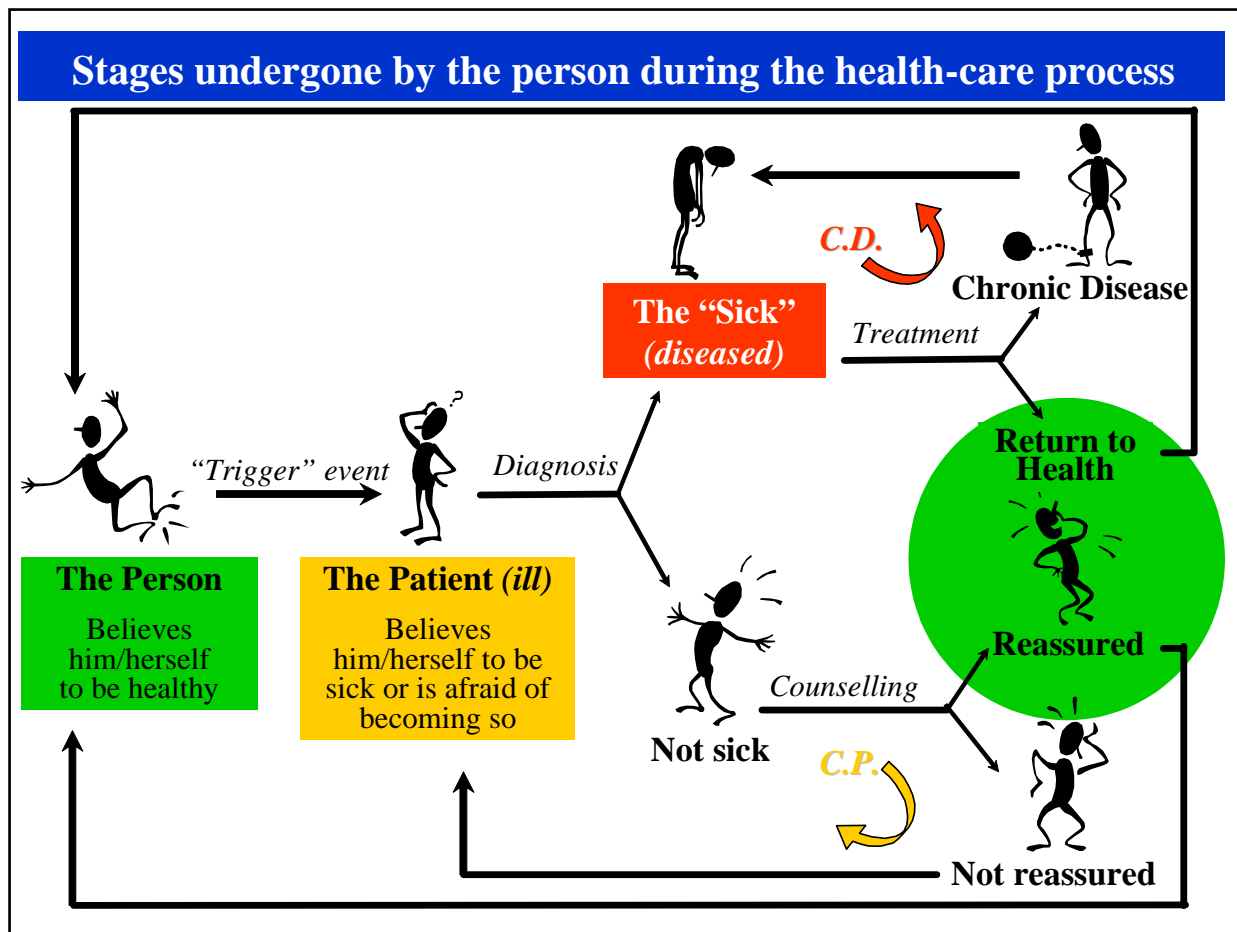 Stages undergone by the person during the health-care process
C.D.
Chronic Disease
The “Sick”
(diseased)
Treatment
Return to
Health
?
“Trigger” event
Diagnosis
The Person
Believes
him/herself
to be healthy
The Patient (ill)
Believes
him/herself to be
sick or is afraid of
becoming so
Not sick
Counselling
Reassured
C.P.
Not reassured